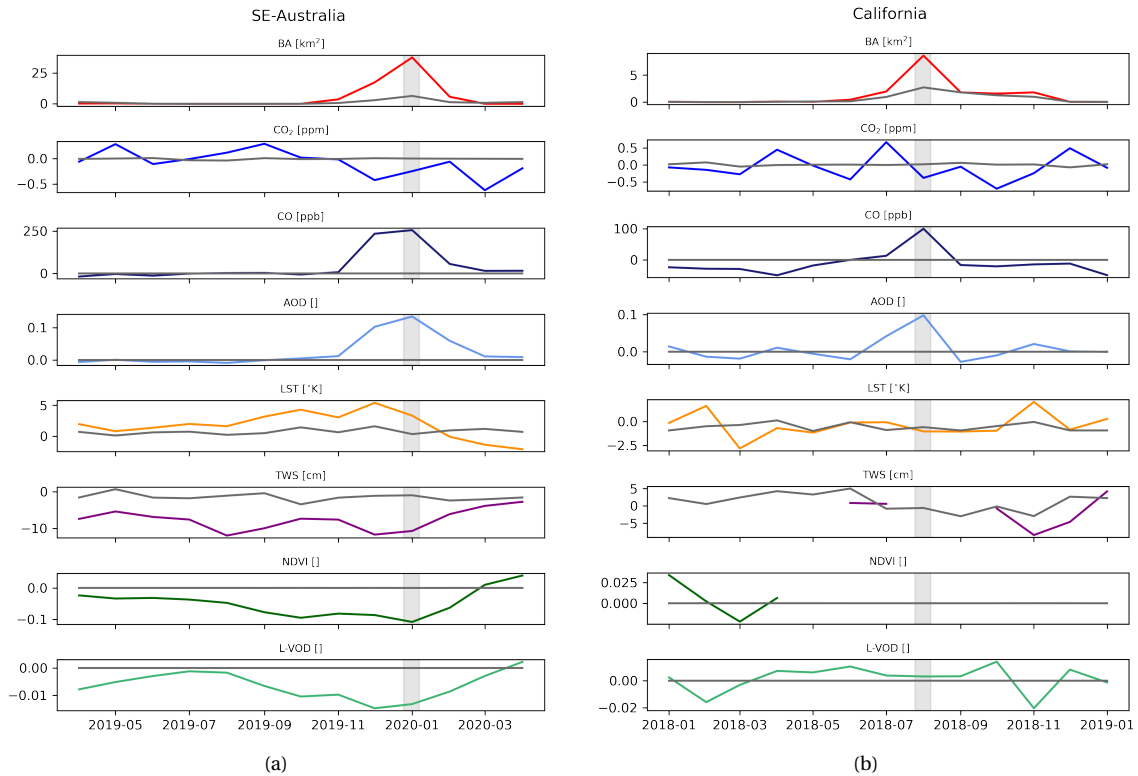 SE-Australia
BA [km²]
25
0
CO₂ [ppm]
0.0
−0.5
CO [ppb]
250
0
AOD []
0.1
0.0
LST [°K]
5
0
TWS [cm]
0
−10
NDVI []
0.0
−0.1
L-VOD []
0.00
−0.01
2019-05 2019-07 2019-09 2019-11 2020-01 2020-03
(a)
California
BA [km²]
5
0
CO₂ [ppm]
0.5
0.0
−0.5
CO [ppb]
100
0
AOD []
0.1
0.0
LST [°K]
0.0
−2.5
TWS [cm]
5
0
−5
NDVI []
0.025
0.000
L-VOD []
0.00
−0.02
2018-01 2018-03 2018-05 2018-07 2018-09 2018-11 2019-01
(b)